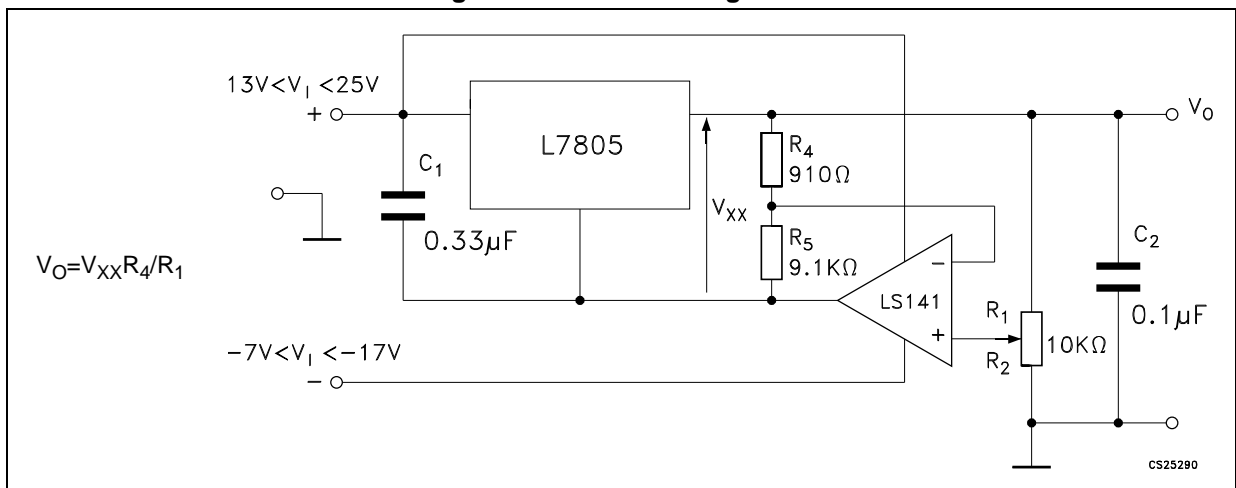 13V<V_I <25V
+
L7805
V_O
C_1
0.33µF
V_XX
R_4
910Ω
R_5
9.1KΩ
V_O=V_XXR_4/R_1
−
LS141
+
R_1
R_2
10KΩ
C_2
0.1µF
−7V<V_I <−17V
−
CS25290